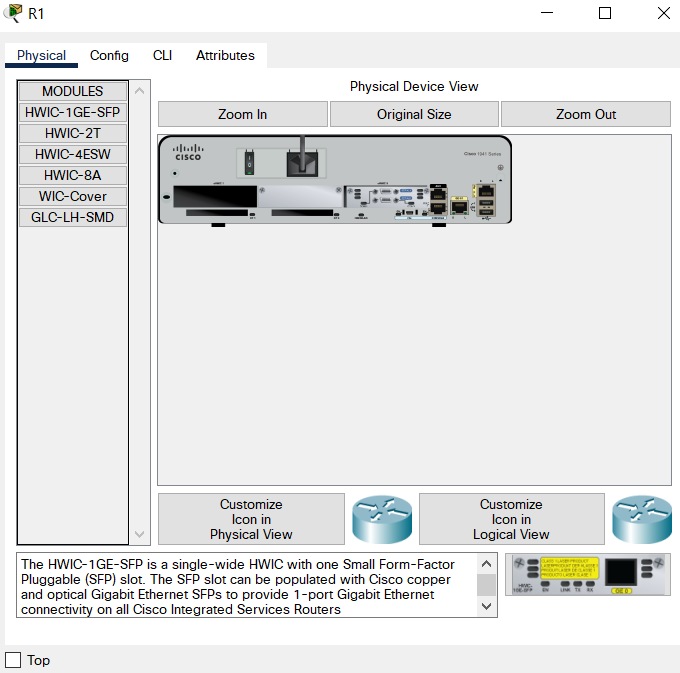 R1
Physical
Config
CLI
Attributes
MODULES
HWIC-1GE-SFP
HWIC-2T
HWIC-4ESW
HWIC-8A
WIC-Cover
GLC-LH-SMD
Physical Device View
Zoom In
Original Size
Zoom Out
CISCO
Cisco 1941 Series
Customize
Icon in
Physical View
Customize
Icon in
Logical View
The HWIC-1GE-SFP is a single-wide HWIC with one Small Form-Factor
Pluggable (SFP) slot. The SFP slot can be populated with Cisco copper
and optical Gigabit Ethernet SFPs to provide 1-port Gigabit Ethernet
connectivity on all Cisco Integrated Services Routers
HWIC-
1GE-SFP
EN
LINK
TX
RX
GE 0
Top